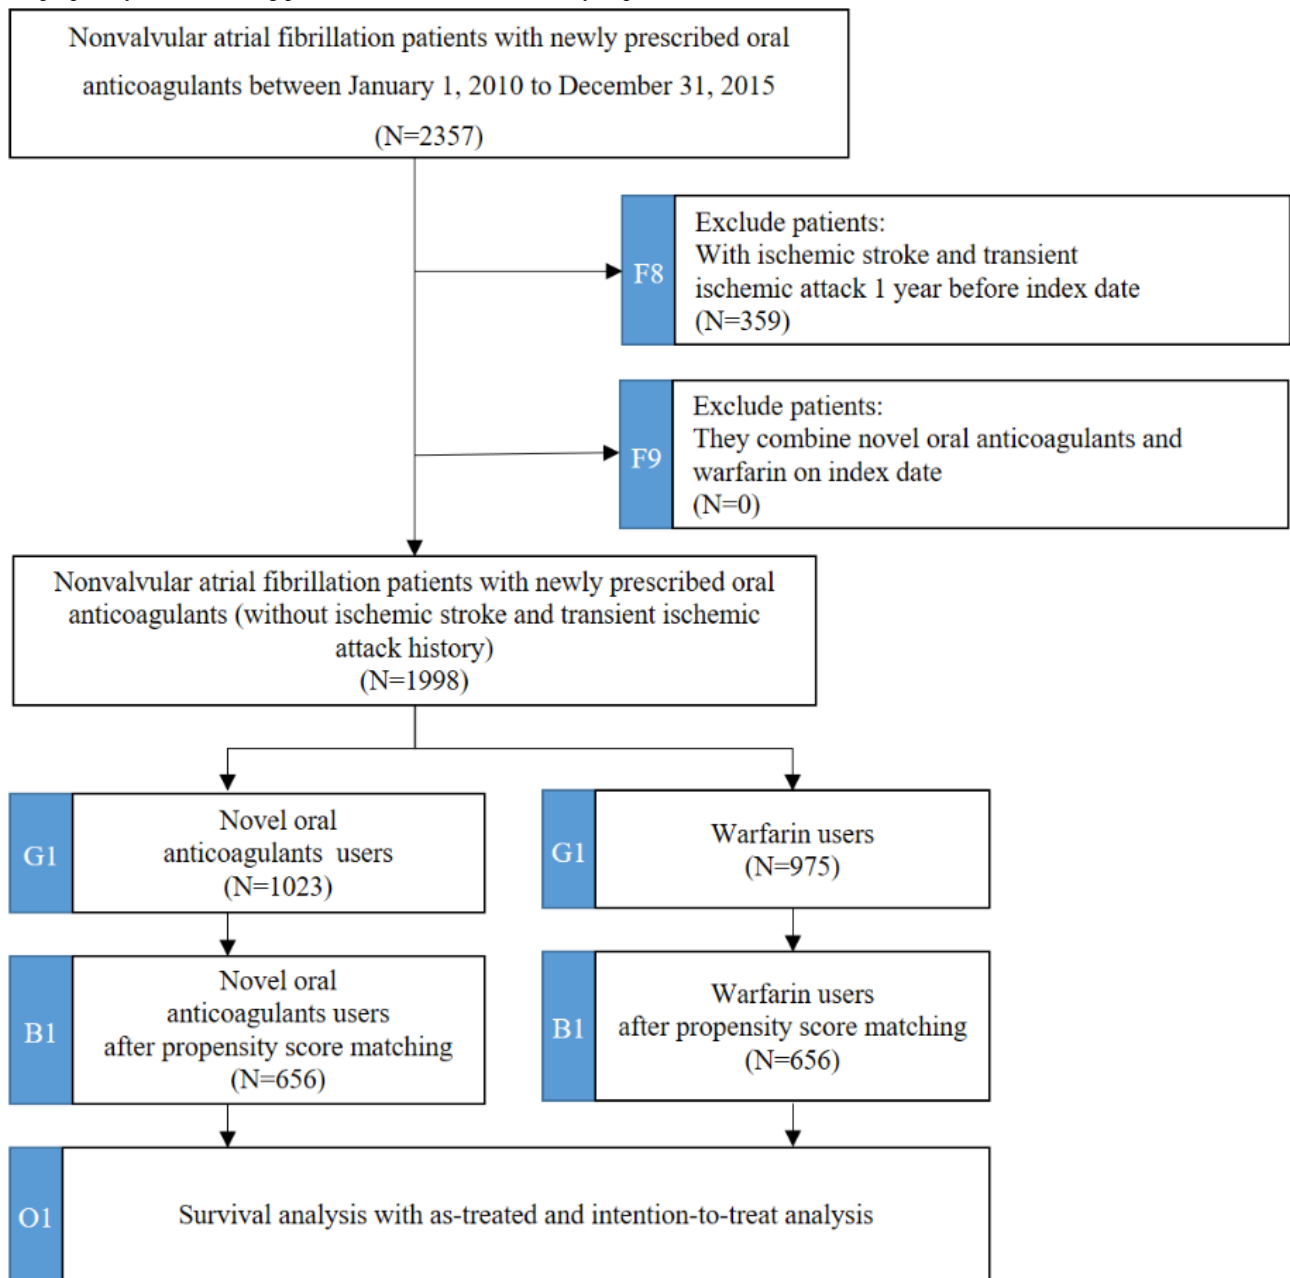 Nonvalvular atrial fibrillation patients with newly prescribed oral
anticoagulants between January 1, 2010 to December 31, 2015
(N=2357)
F8
Exclude patients:
With ischemic stroke and transient
ischemic attack 1 year before index date
(N=359)
F9
Exclude patients:
They combine novel oral anticoagulants and
warfarin on index date
(N=0)
Nonvalvular atrial fibrillation patients with newly prescribed oral
anticoagulants (without ischemic stroke and transient ischemic
attack history)
(N=1998)
G1
Novel oral
anticoagulants users
(N=1023)
G1
Warfarin users
(N=975)
B1
Novel oral
anticoagulants users
after propensity score matching
(N=656)
B1
Warfarin users
after propensity score matching
(N=656)
O1
Survival analysis with as-treated and intention-to-treat analysis